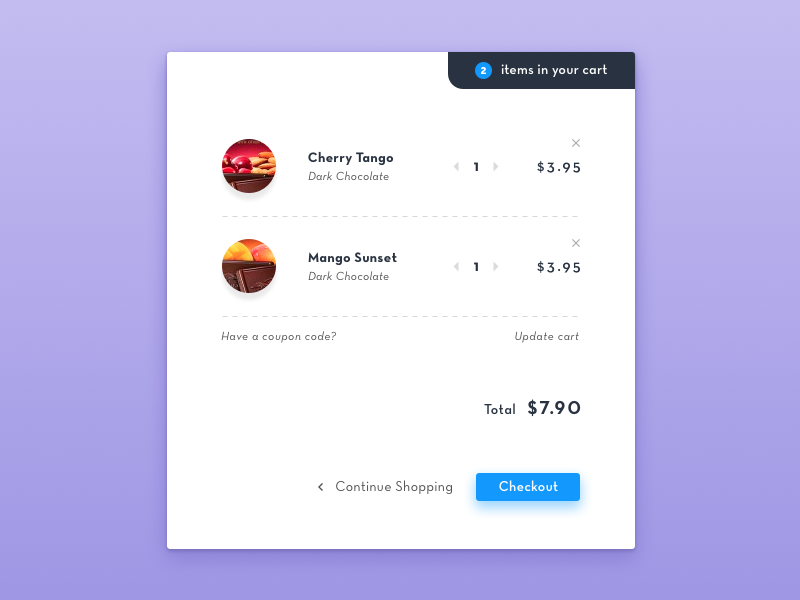 2 items in your cart
×
Cherry Tango
Dark Chocolate
1
$3.95
×
Mango Sunset
Dark Chocolate
1
$3.95
Have a coupon code?
Update cart
Total $7.90
Continue Shopping
Checkout